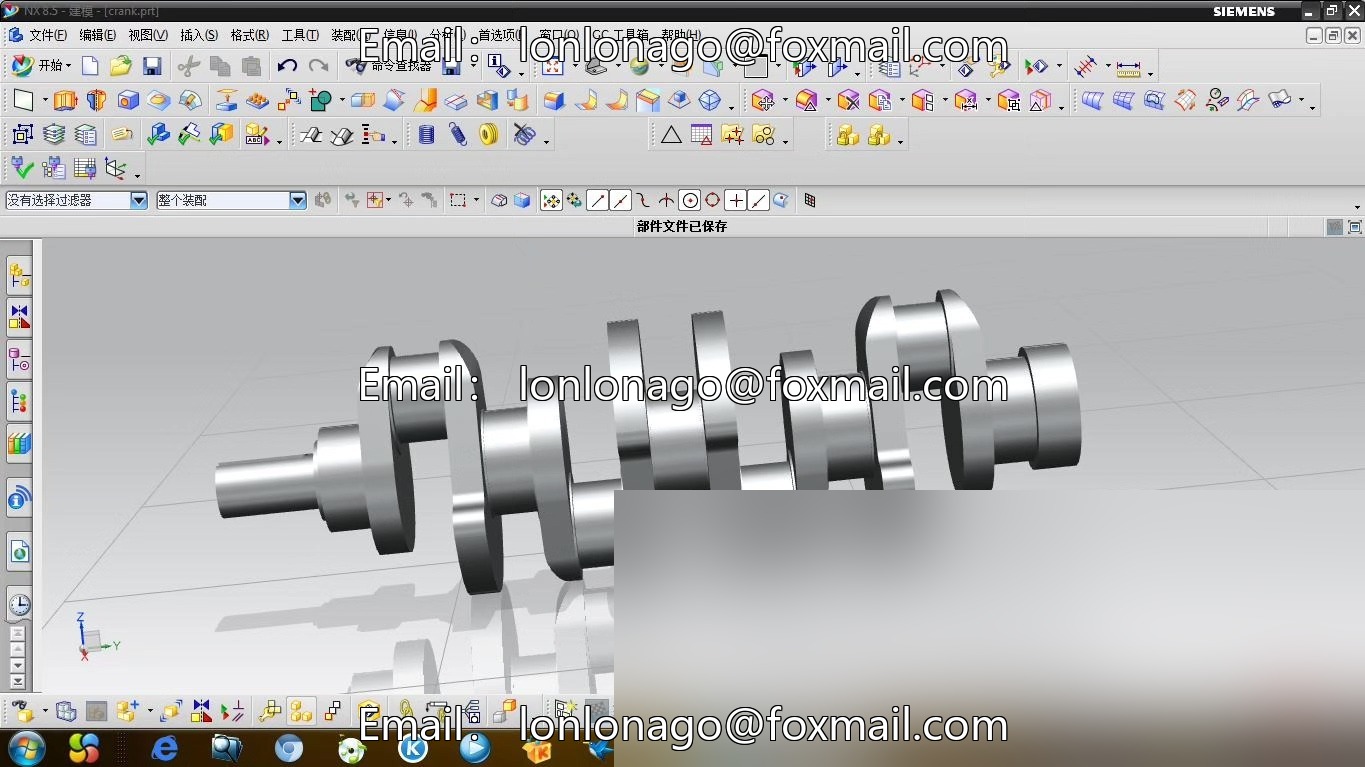 NX 8.5 - 建模 - [crank.prt]
SIEMENS
文件(F) 编辑(E) 视图(V) 插入(S) 格式(R) 工具(T) 首选项
Email： lonlonago@foxmail.com
开始
命令查找器
没有选择过滤器 整个装配
部件文件已保存
Email： lonlonago@foxmail.com
Z
Y
X
Email： lonlonago@foxmail.com